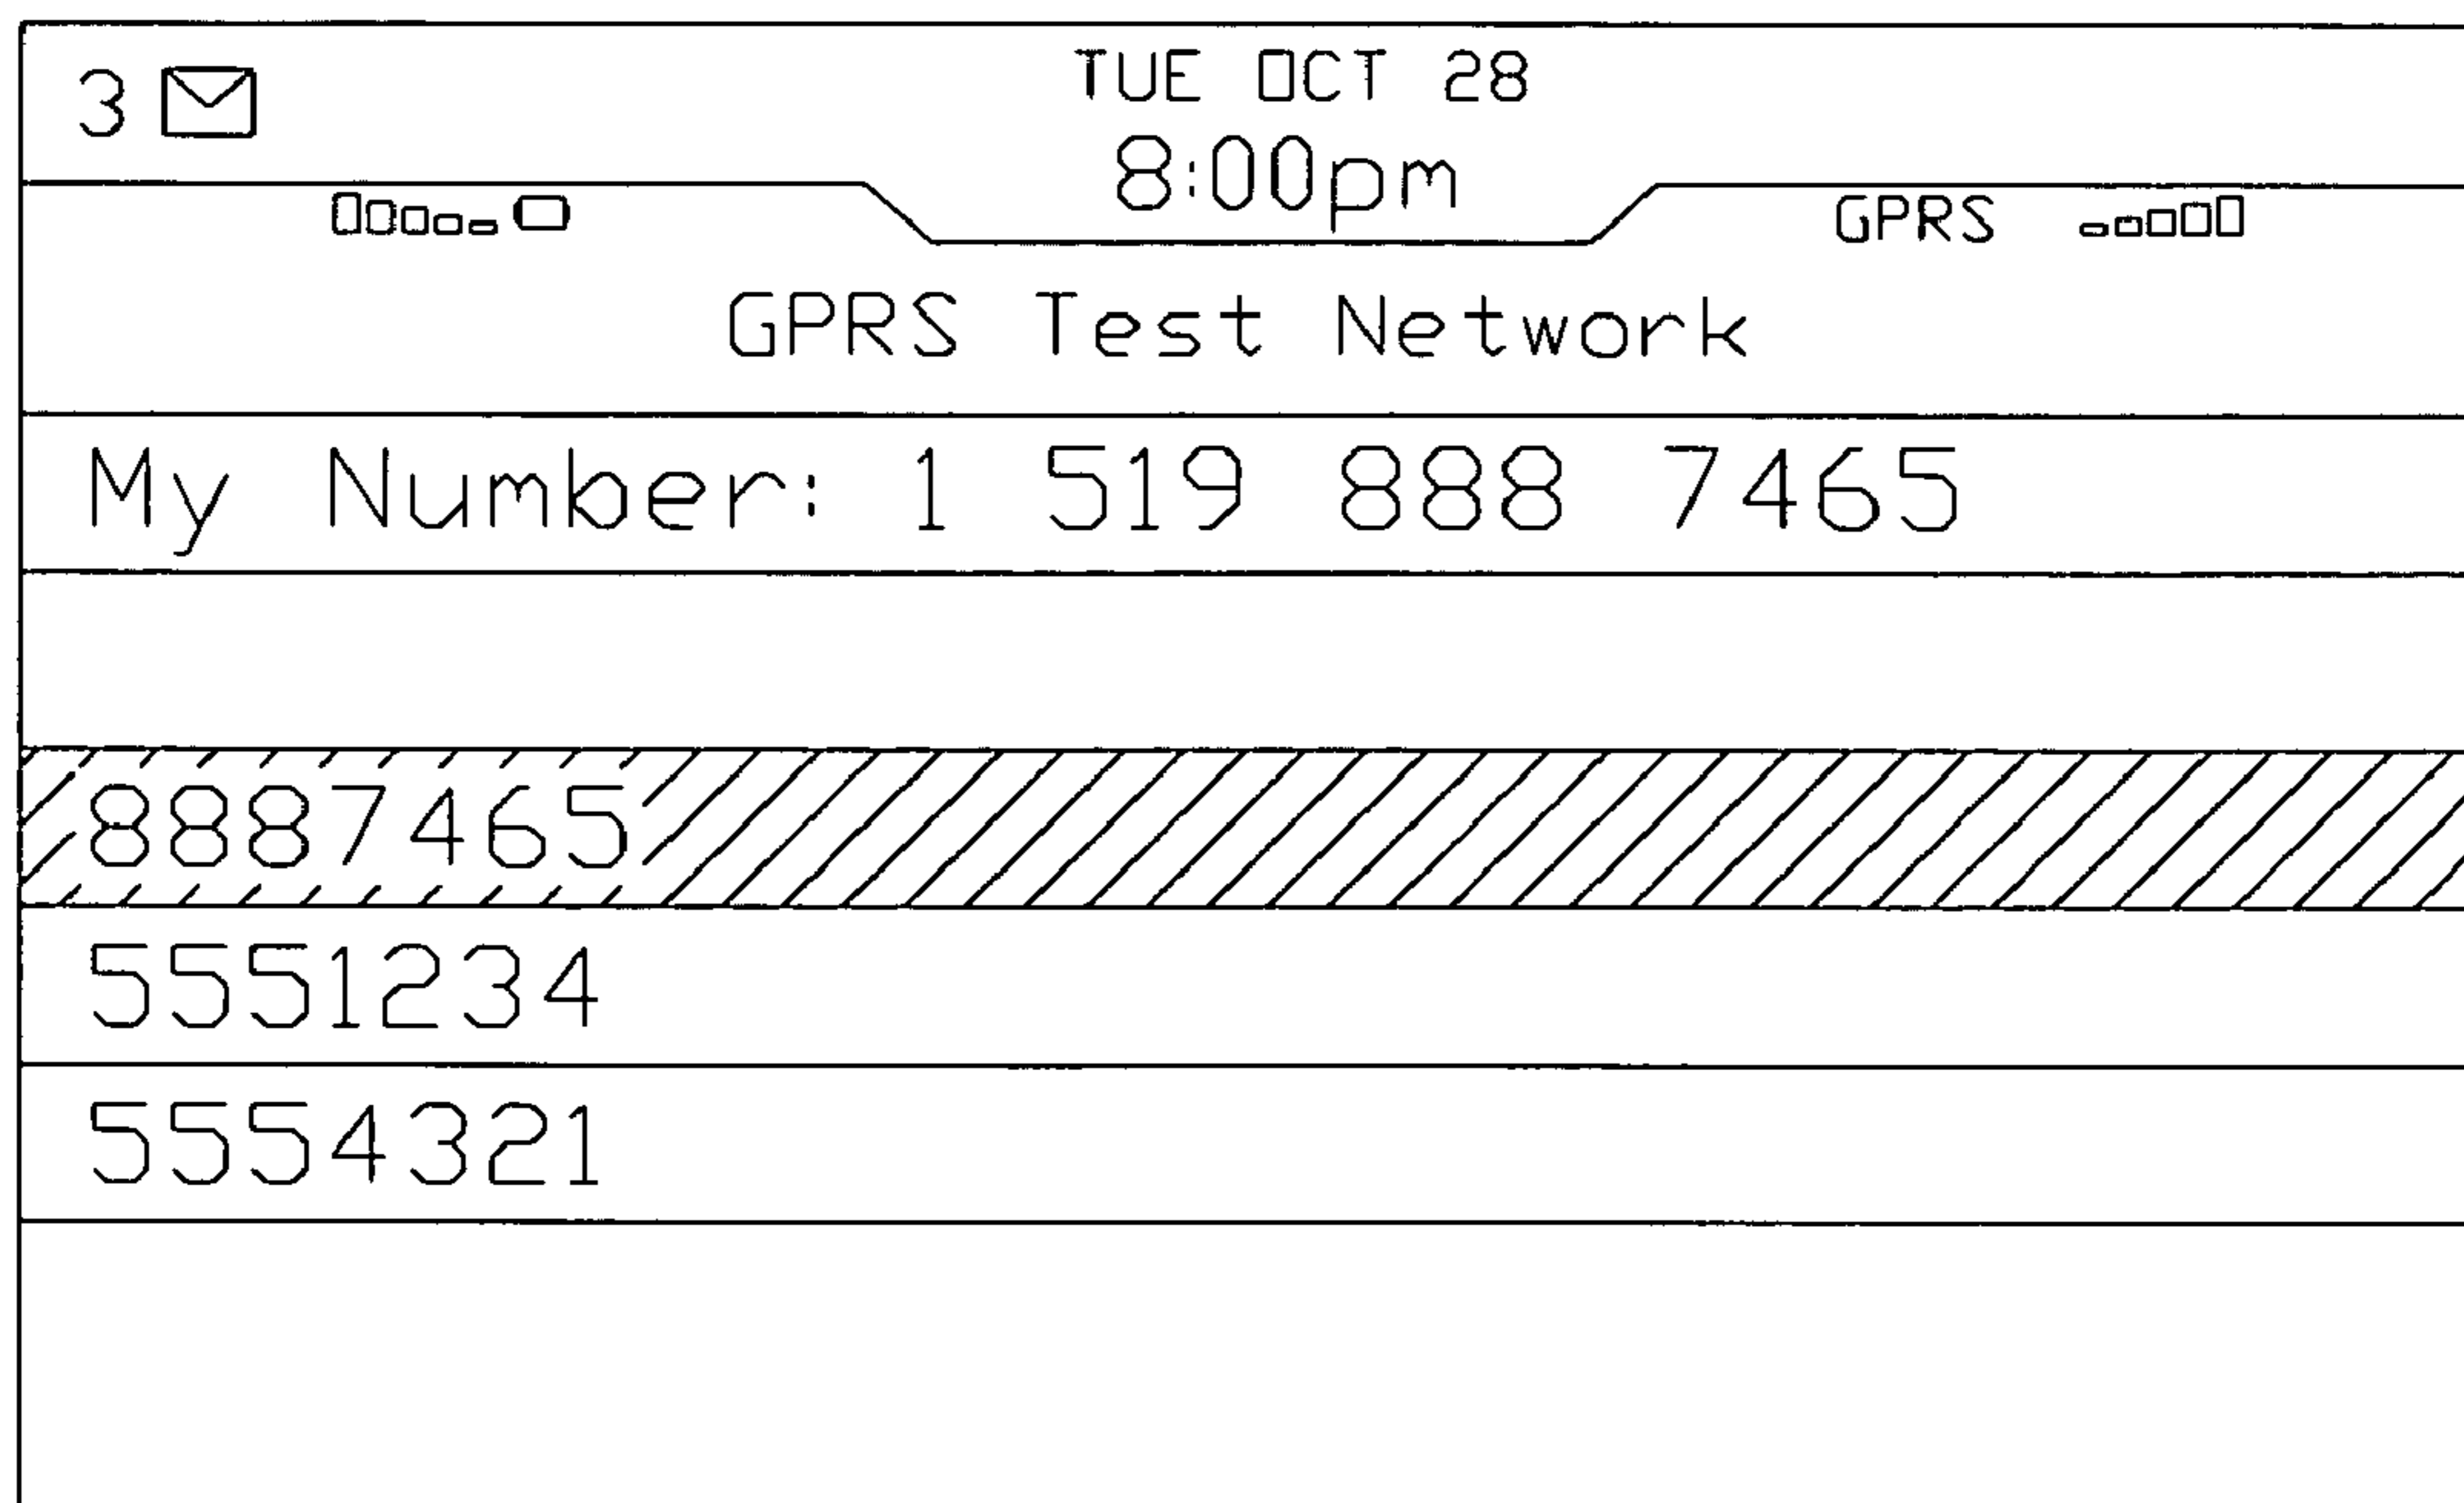 3
TUE OCT 28
8:00pm
GPRS
GPRS Test Network
My Number: 1 519 888 7465
8887465
5551234
5554321